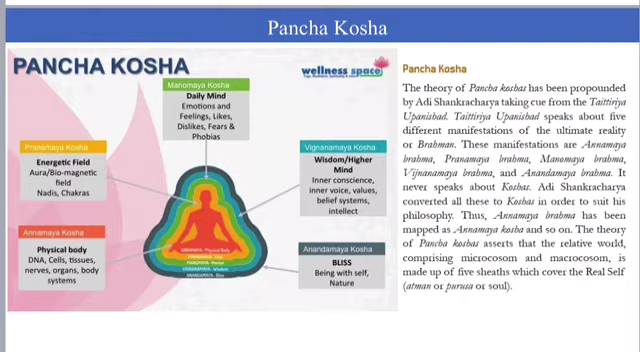 Pancha Kosha
PANCHA KOSHA
wellness space
Manomaya Kosha
Daily Mind
Emotions and
Feelings, Likes,
Dislikes, Fears &
Phobias
Pranamaya Kosha
Energetic Field
Aura/Bio-magnetic
field
Nadis, Chakras
Vignanamaya Kosha
Wisdom/Higher
Mind
Inner conscience,
inner voice, values,
belief systems,
intellect
Annamaya Kosha
Physical body
DNA, Cells, tissues,
nerves, organs, body
systems
Anandamaya Kosha
BLISS
Being with self,
Nature
Pancha Kosha
The theory of Pancha koshas has been propounded
by Adi Shankracharya taking cue from the Taittiriya
Upanishad. Taittiriya Upanishad speaks about five
different manifestations of the ultimate reality
or Brahman. These manifestations are Annamaya
brahma, Pranamaya brahma, Manomaya brahma,
Vijnanamaya brahma, and Anandamaya brahma. It
never speaks about Koshas. Adi Shankracharya
converted all these to Koshas in order to suit his
philosophy. Thus, Annamaya brahma has been
mapped as Annamaya kosha and so on. The theory
of Pancha koshas asserts that the relative world,
comprising microcosom and macrocosom, is
made up of five sheaths which cover the Real Self
(atman or purusa or soul).